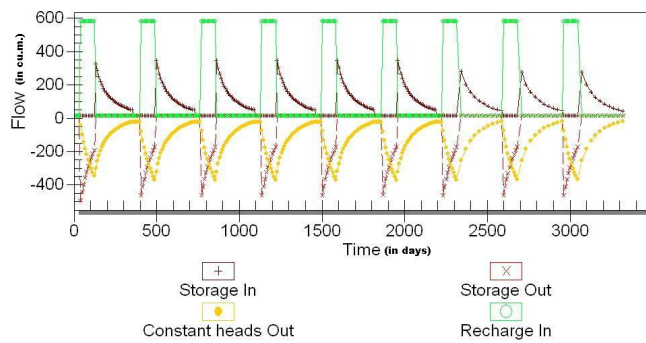 Flow (in cu.m.)
600
400
200
0
-200
-400
0
500
1000
1500
2000
2500
3000
Time (in days)
Storage In
Storage Out
Constant heads Out
Recharge In